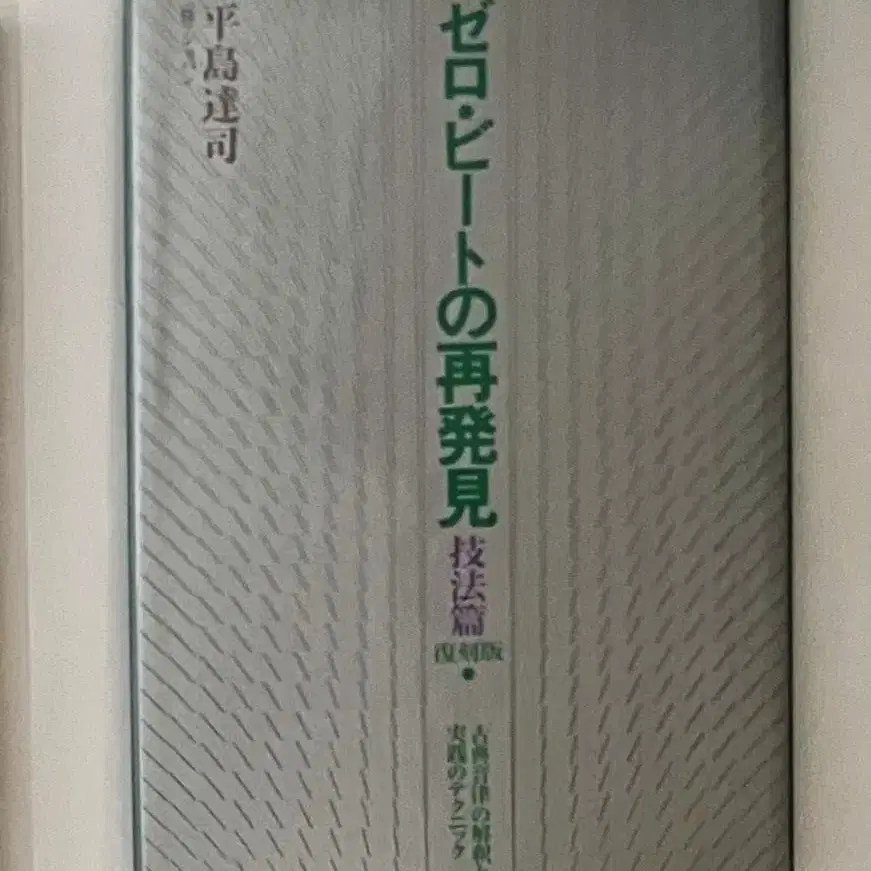 ゼロ・ビートの再発見
技法篇
復刻版・
古典音律の解釈と
実践のテクニック
平島達司